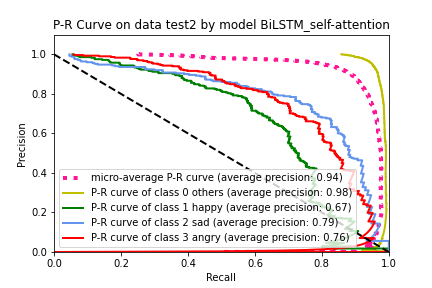 P-R Curve on data test2 by model BiLSTM_self-attention
1.0
0.8
0.6
0.4
0.2
0.0
Precision
micro-average P-R curve (average precision: 0.94)
P-R curve of class 0 others (average precision: 0.98)
P-R curve of class 1 happy (average precision: 0.67)
P-R curve of class 2 sad (average precision: 0.79)
P-R curve of class 3 angry (average precision: 0.76)
0.0 0.2 0.4 0.6 0.8 1.0
Recall